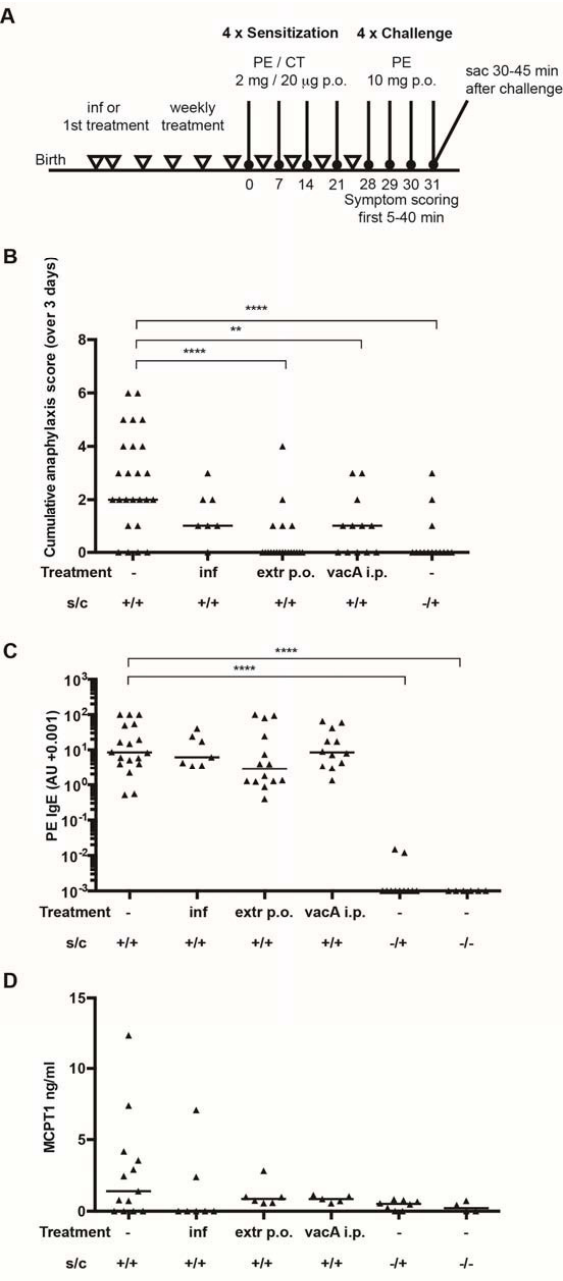 A
4 x Sensitization 4 x Challenge
PE / CT PE
2 mg / 20 µg p.o. 10 mg p.o.
sac 30-45 min
after challenge
inf or weekly
1st treatment treatment
Birth
0 7 14 21 28 29 30 31
Symptom scoring
first 5-40 min
B
Cumulative anaphylaxis score (over 3 days)
****
**
****
8
6
4
2
0
Treatment - inf extr p.o. vacA i.p. -
s/c +/+ +/+ +/+ +/+ -/+
C
PE IgE (AU +0.001)
****
****
10³
10²
10¹
10⁰
10⁻¹
10⁻²
10⁻³
Treatment - inf extr p.o. vacA i.p. - -
s/c +/+ +/+ +/+ +/+ -/+ -/-
D
MCPT1 ng/ml
15
10
5
0
Treatment - inf extr p.o. vacA i.p. - -
s/c +/+ +/+ +/+ +/+ -/+ -/-